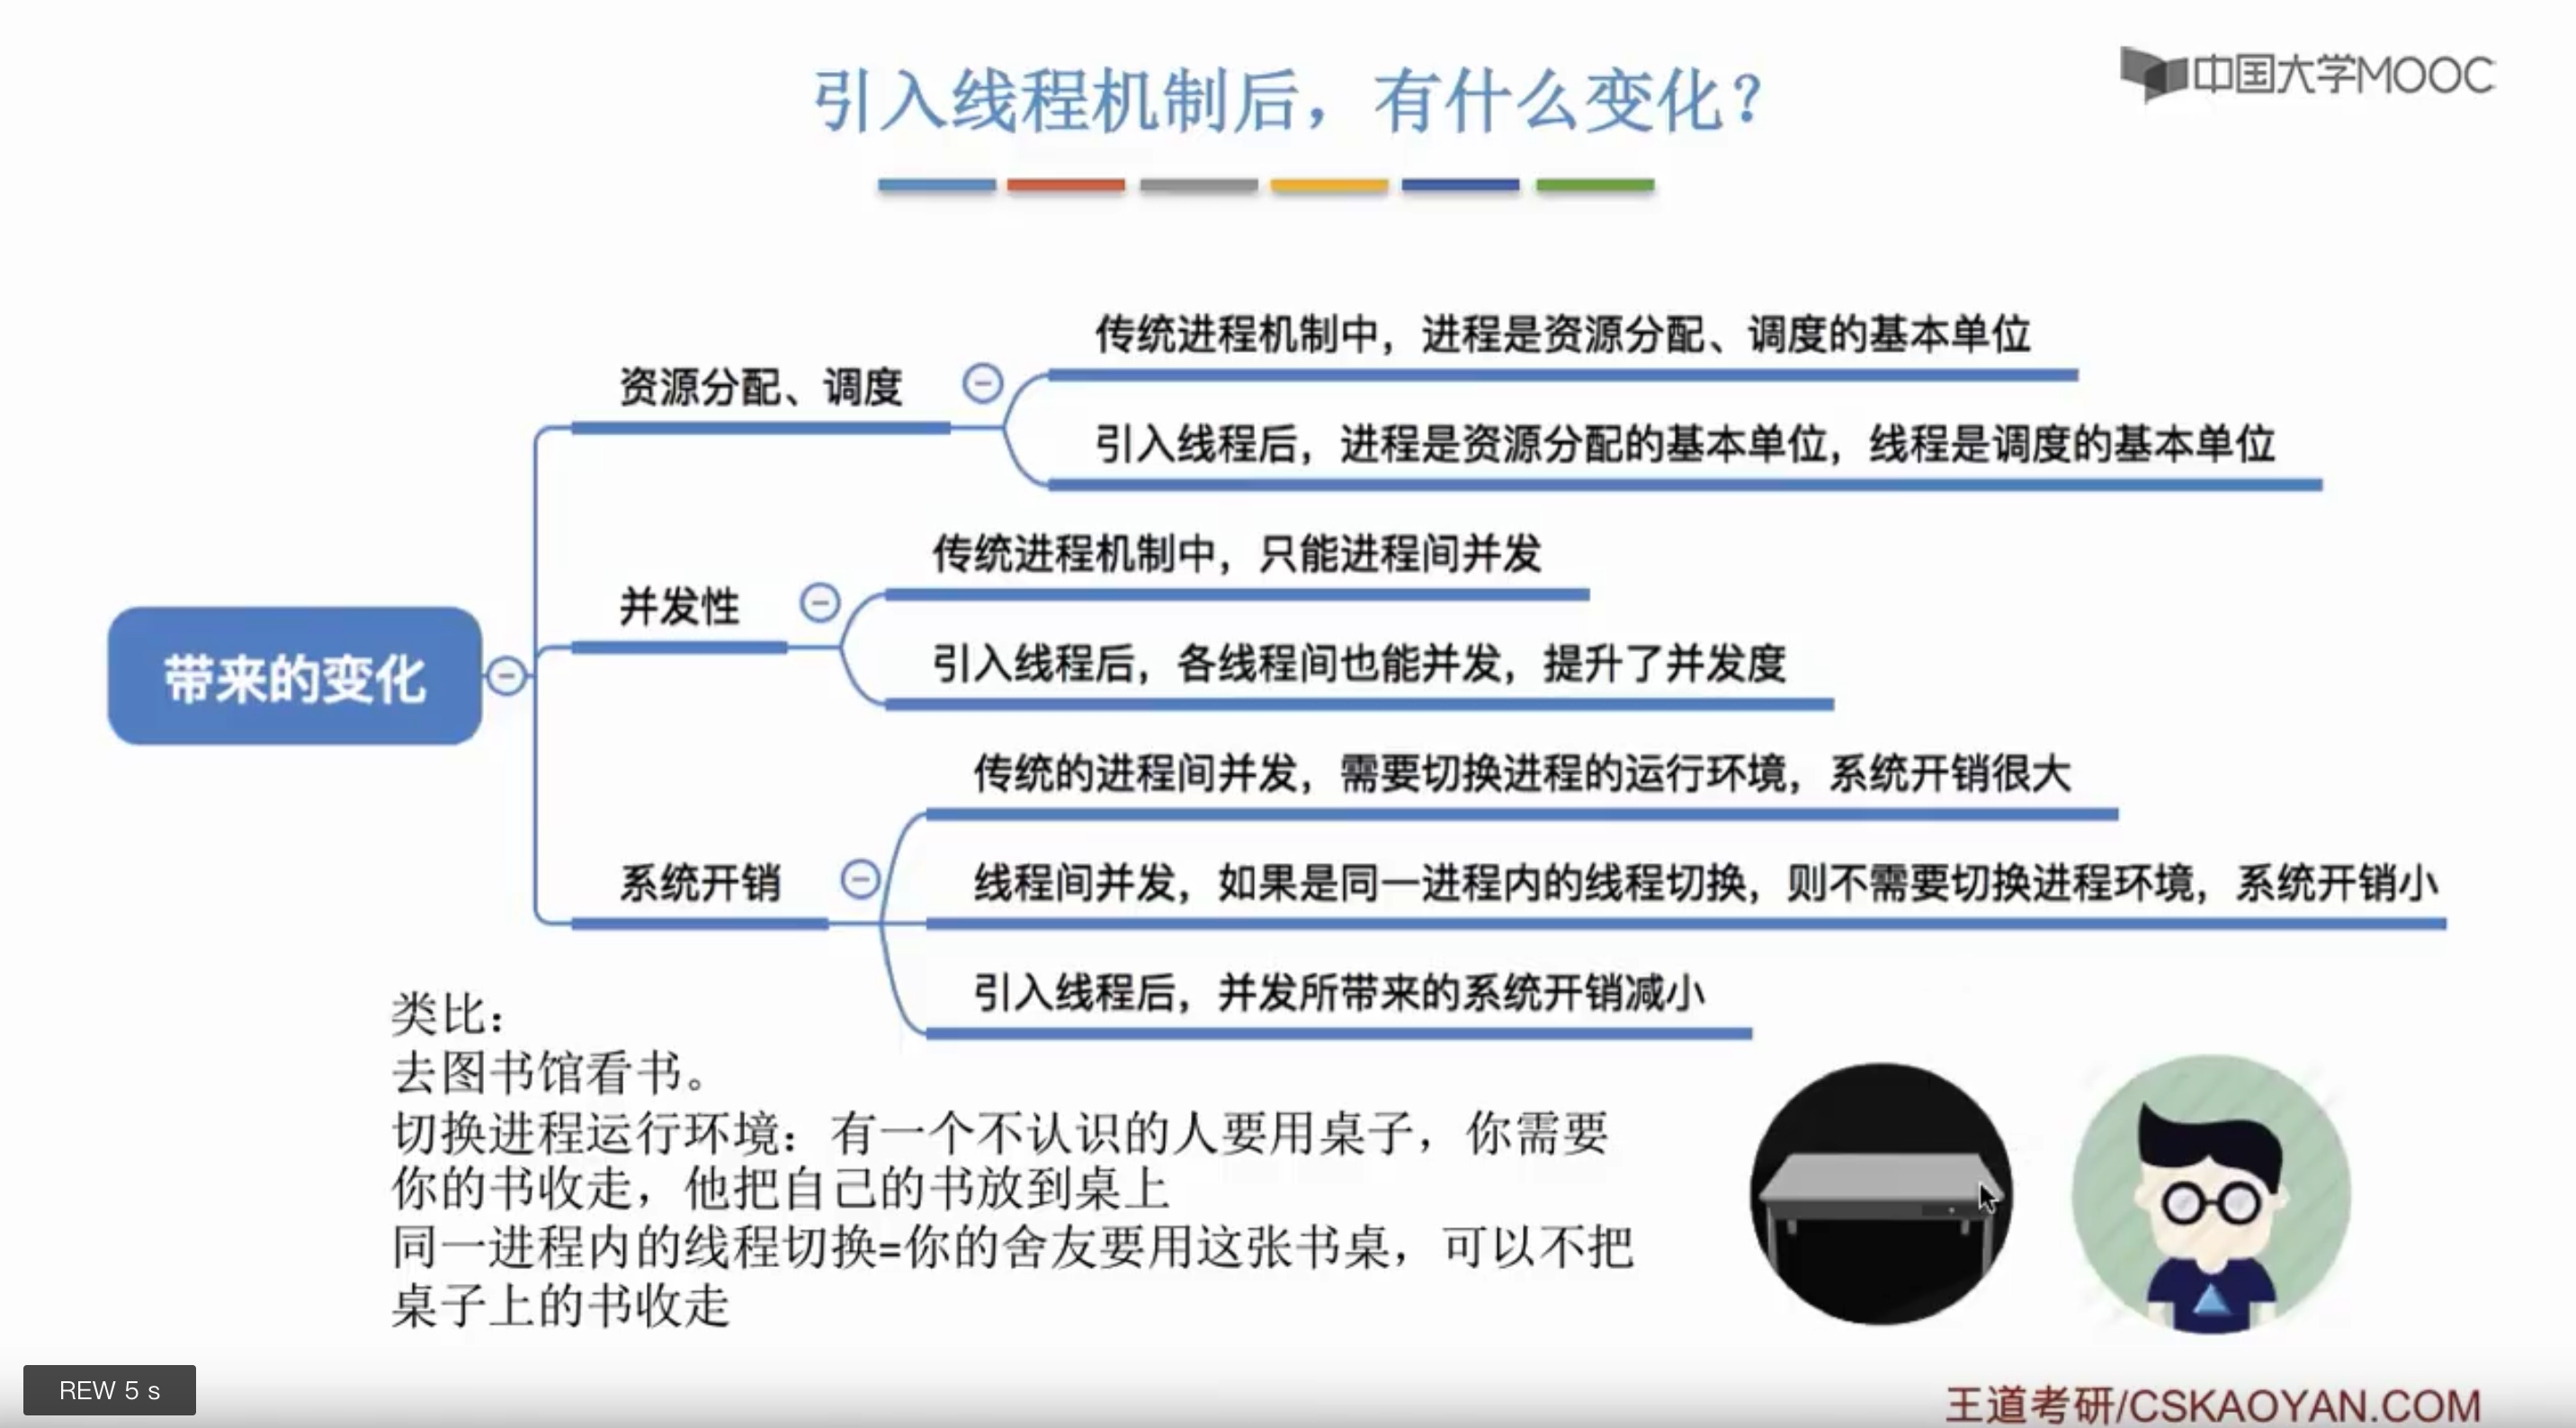 引入线程机制后，有什么变化？
中国大学MOOC
传统进程机制中，进程是资源分配、调度的基本单位
资源分配、调度
引入线程后，进程是资源分配的基本单位，线程是调度的基本单位
传统进程机制中，只能进程间并发
并发性
引入线程后，各线程间也能并发，提升了并发度
带来的变化
传统的进程间并发，需要切换进程的运行环境，系统开销很大
系统开销
线程间并发，如果是同一进程内的线程切换，则不需要切换进程环境，系统开销小
引入线程后，并发所带来的系统开销减小
类比：
去图书馆看书。
切换进程运行环境：有一个不认识的人要用桌子，你需要
你的书收走，他把自己的书放到桌上
同一进程内的线程切换=你的舍友要用这张书桌，可以不把
桌子上的书收走
REW 5 s
王道考研/CSKAOYAN.COM